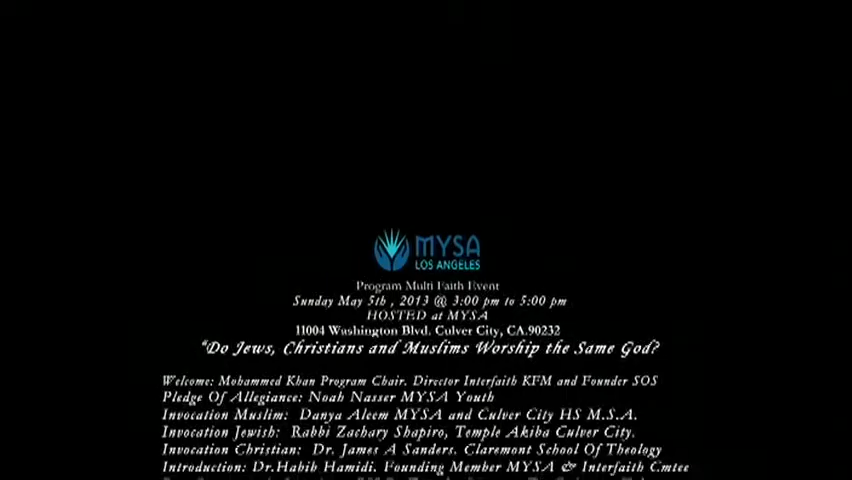 MYSA
LOS ANGELES
Program Multi Faith Event
Sunday May 5th , 2013 @ 3:00 pm to 5:00 pm
HOSTED at MYSA
11004 Washington Blvd. Culver City, CA.90232
"Do Jews, Christians and Muslims Worship the Same God?
Welcome: Mohammed Khan Program Chair. Director Interfaith KFM and Founder SOS
Pledge Of Allegiance: Noah Nasser MYSA Youth
Invocation Muslim: Danya Aleem MYSA and Culver City HS M.S.A.
Invocation Jewish: Rabbi Zachary Shapiro, Temple Akiba Culver City.
Invocation Christian: Dr. James A Sanders. Claremont School Of Theology
Introduction: Dr.Habib Hamidi. Founding Member MYSA & Interfaith Cmtee